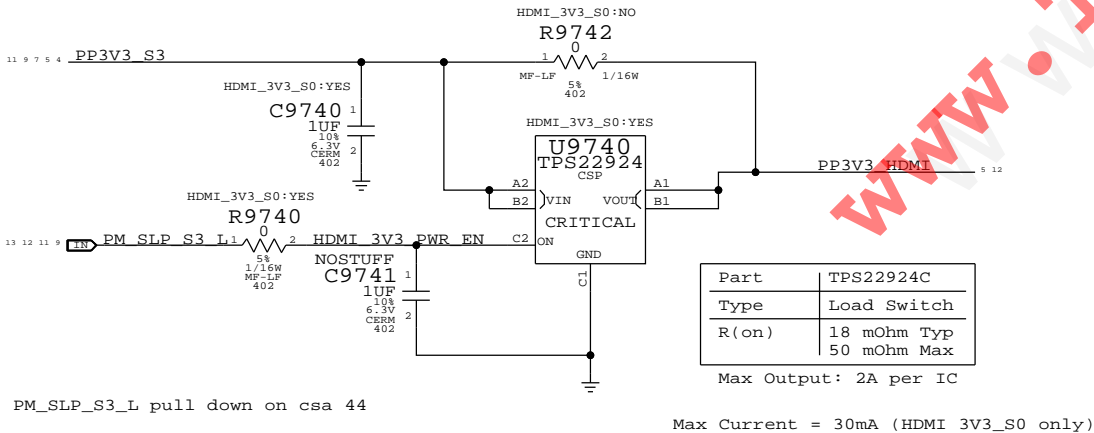 HDMI_3V3_S0:NO
R9742
0
1 2
MF-LF 1/16W
5%
402
11 9 7 5 4 PP3V3_S3
HDMI_3V3_S0:YES
C9740 1
1UF
10%
6.3V
CERM 2
402
HDMI_3V3_S0:YES
U9740
TPS22924
CSP
A2 A1
VIN VOUT
B2 B1
CRITICAL
C2 ON
GND
C1
PP3V3_HDMI 5 12
HDMI_3V3_S0:YES
R9740
0
13 12 11 9 IN PM_SLP_S3_L 1 2 HDMI_3V3_PWR_EN
5%
1/16W
MF-LF
402
NOSTUFF
C9741 1
1UF
10%
6.3V
CERM 2
402
Part TPS22924C
Type Load Switch
R(on) 18 mOhm Typ
50 mOhm Max
Max Output: 2A per IC
PM_SLP_S3_L pull down on csa 44
Max Current = 30mA (HDMI 3V3_S0 only)
www.